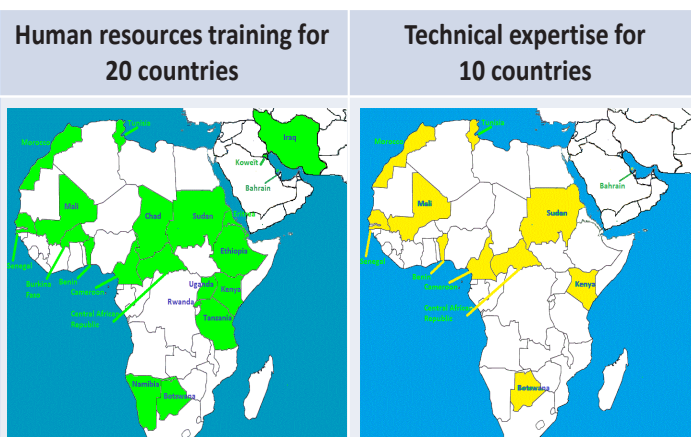 Human resources training for
20 countries
Technical expertise for
10 countries
Tunisia
Morocco
Iraq
Koweit
Bahrain
Mali
Chad
Sudan
Eritrea
Ethiopia
Senegal
Burkina
Faso
Benin
Cameroon
Central African
Republic
Uganda
Kenya
Rwanda
Tanzania
Namibia
Botswana
Tunisia
Morocco
Bahrain
Mali
Sudan
Senegal
Benin
Cameroon
Central African
Republic
Kenya
Botswana